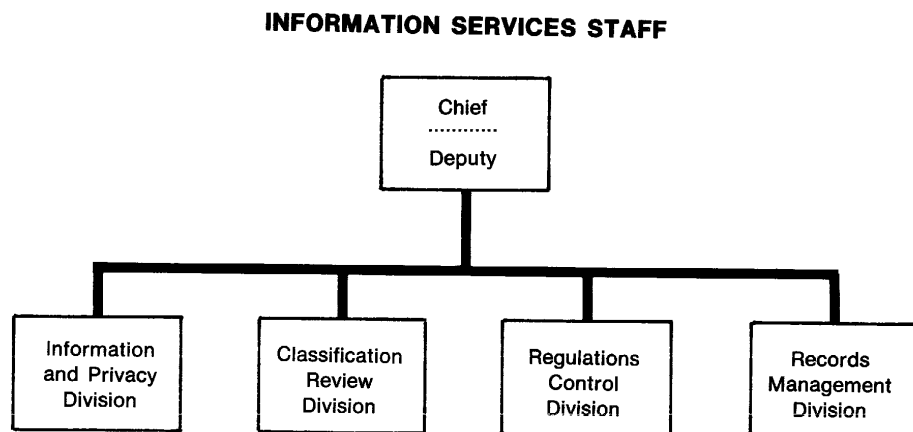 INFORMATION SERVICES STAFF
Chief
Deputy
Information
and Privacy
Division
Classification
Review
Division
Regulations
Control
Division
Records
Management
Division